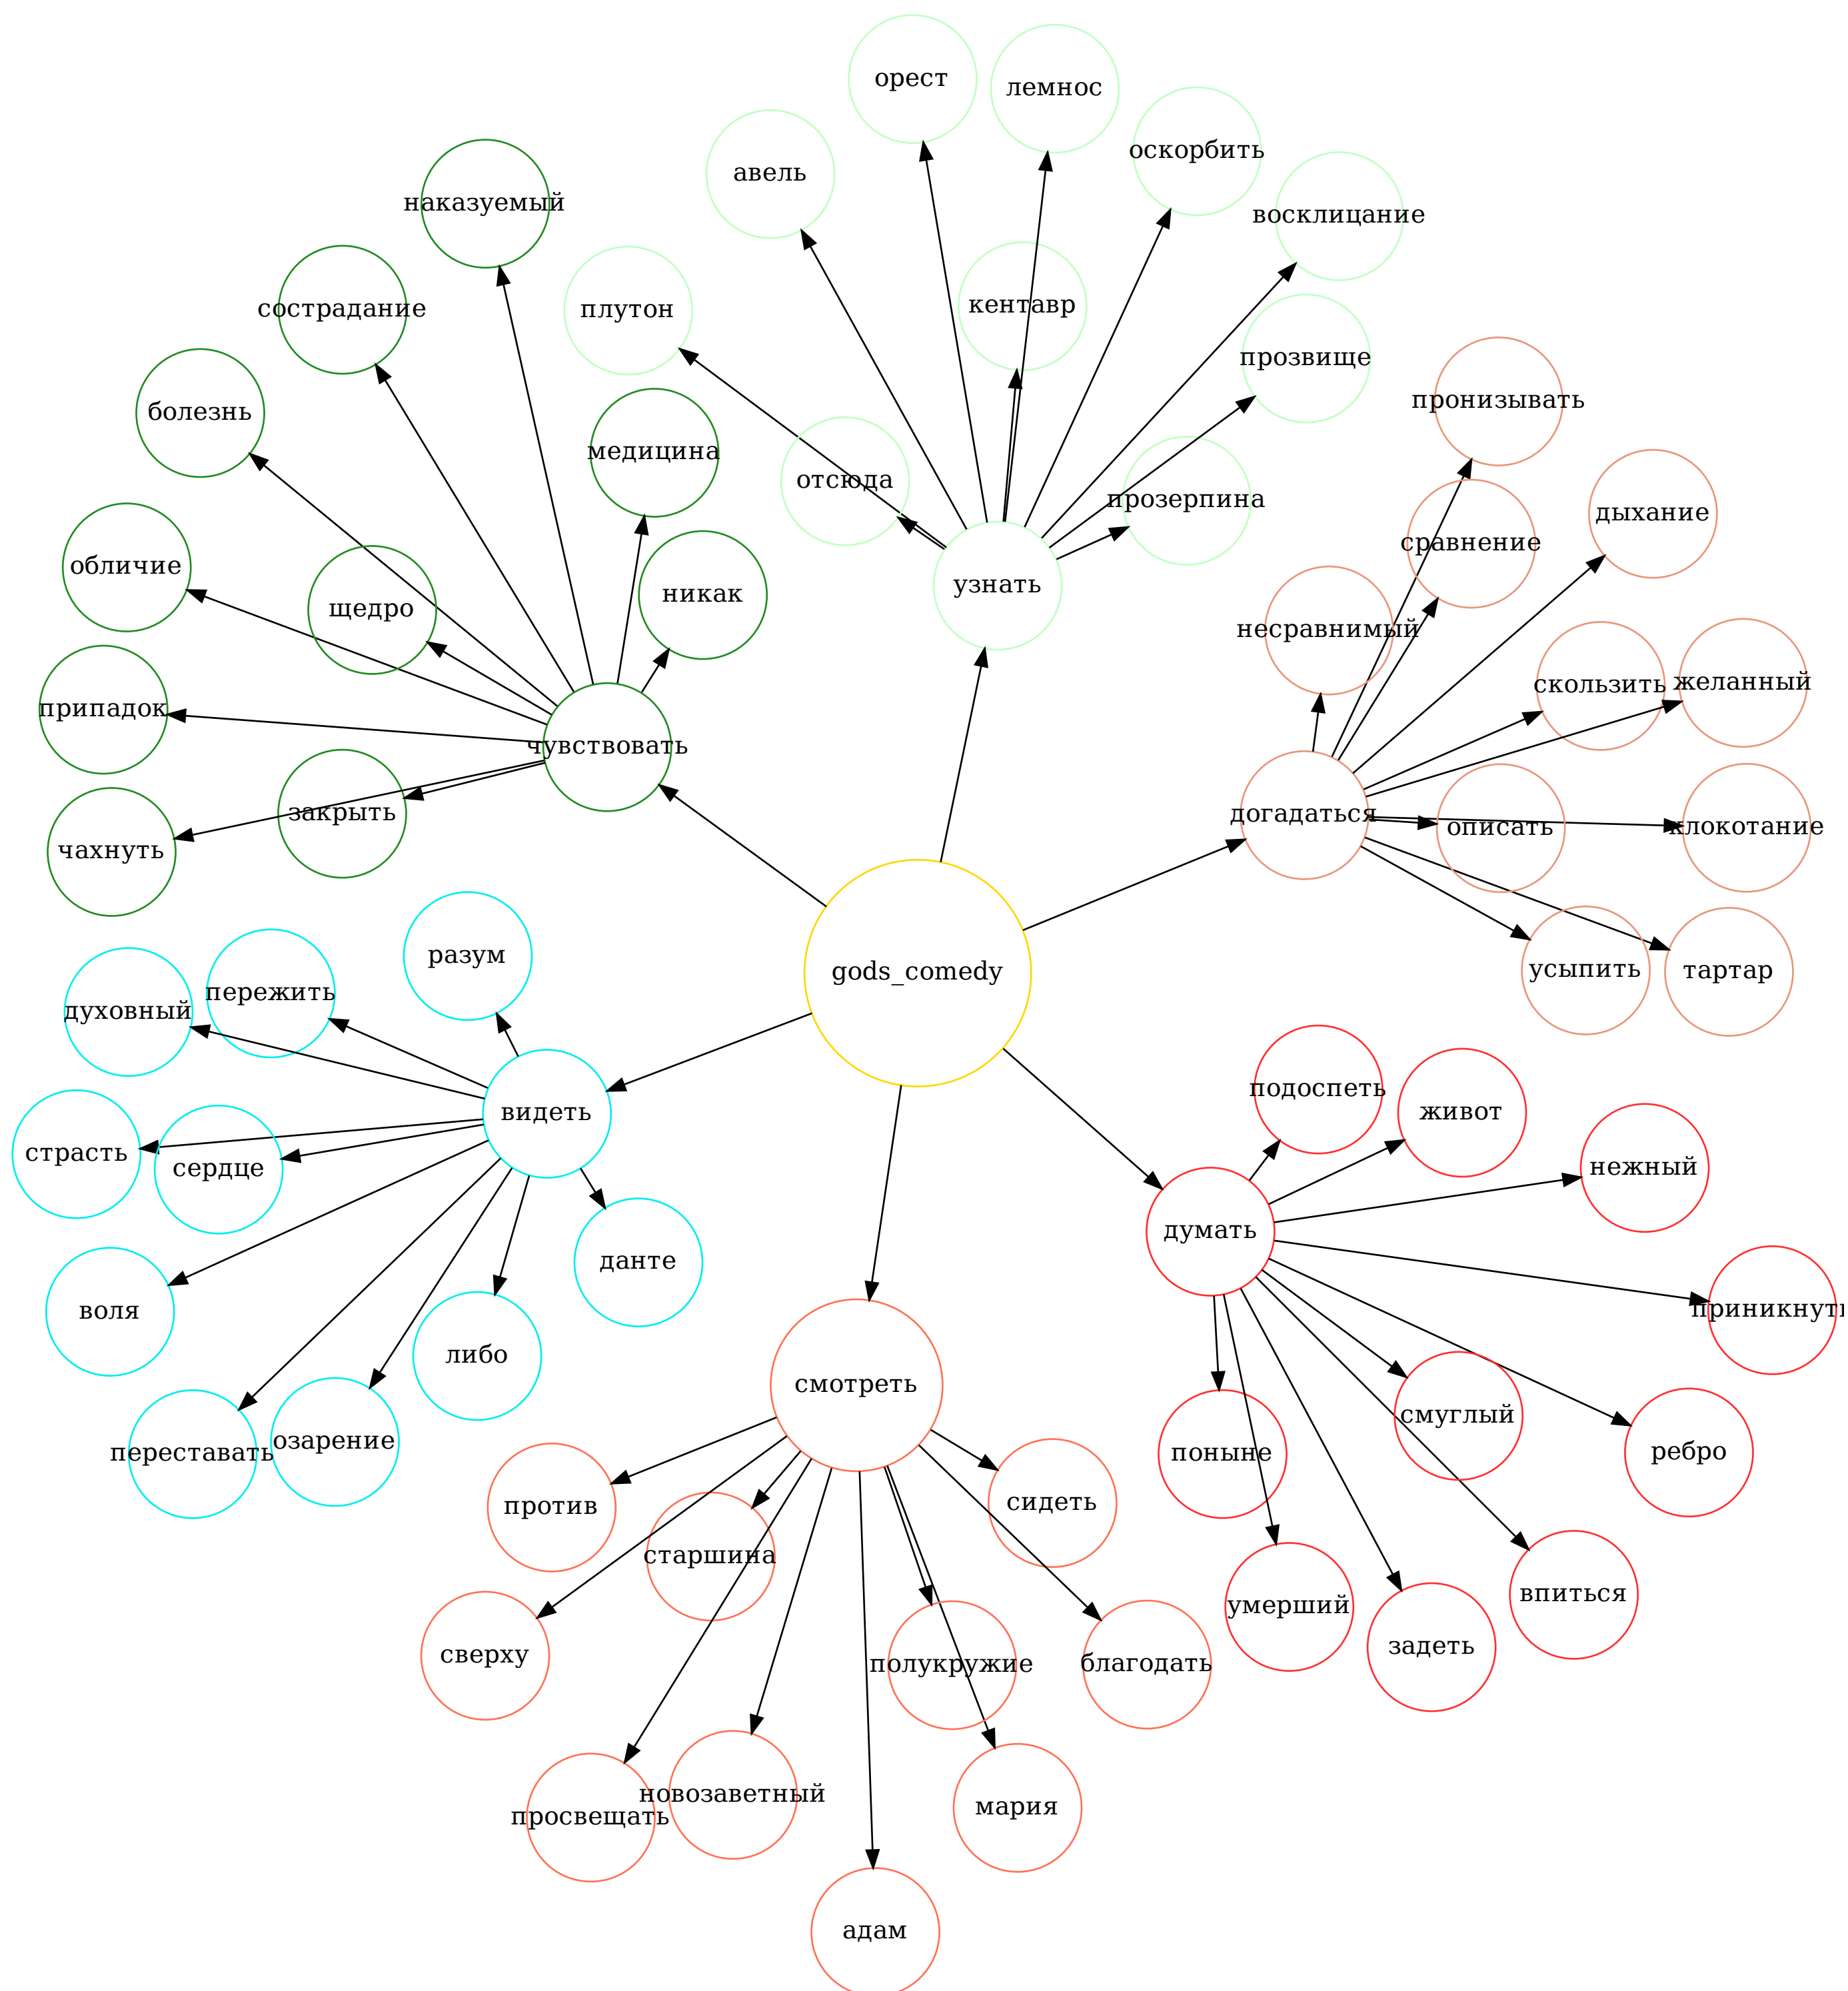 орест
лемнос
оскорбить
авель
наказуемый
восклицание
сострадание
плутон
кентавр
прозвище
пронизывать
болезнь
медицина
отсюда
прозерпина
дыхание
сравнение
обличие
щедро
никак
узнать
несравнимый
скользить
желанный
припадок
чувствовать
закрыть
догадаться
описать
клокотание
чахнуть
разум
gods_comedy
усыпить
тартар
пережить
духовный
подоспеть
живот
видеть
страсть
сердце
нежный
думать
данте
воля
приникнуть
либо
смотреть
смуглый
озарение
переставать
поныне
ребро
против
сидеть
старшина
впиться
умерший
сверху
полукружие
благодать
задеть
новозаветный
просвещать
мария
адам